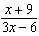 x + 9
3x − 6